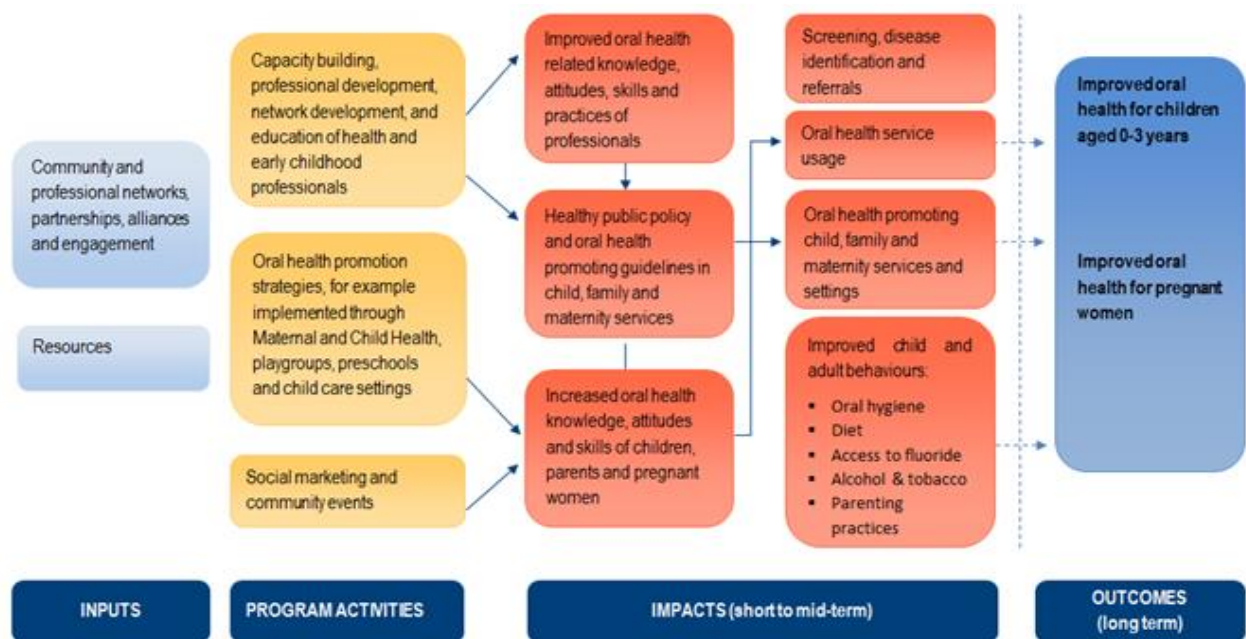 Community and
professional networks,
partnerships, alliances
and engagement
Resources
Capacity building,
professional development,
network development, and
education of health and
early childhood
professionals
Oral health promotion
strategies, for example
implemented through
Maternal and Child Health,
playgroups, preschools
and child care settings
Social marketing and
community events
Improved oral health
related knowledge,
attitudes, skills and
practices of
professionals
Healthy public policy
and oral health
promoting guidelines in
child, family and
maternity services
Increased oral health
knowledge, attitudes
and skills of children,
parents and pregnant
women
Screening, disease
identification and
referrals
Oral health service
usage
Oral health promoting
child, family and
maternity services and
settings
Improved child and
adult behaviours:
▪ Oral hygiene
▪ Diet
▪ Access to fluoride
▪ Alcohol & tobacco
▪ Parenting
practices
Improved oral
health for children
aged 0-3 years
Improved oral
health for pregnant
women
INPUTS
PROGRAM ACTIVITIES
IMPACTS (short to mid-term)
OUTCOMES
(long term)